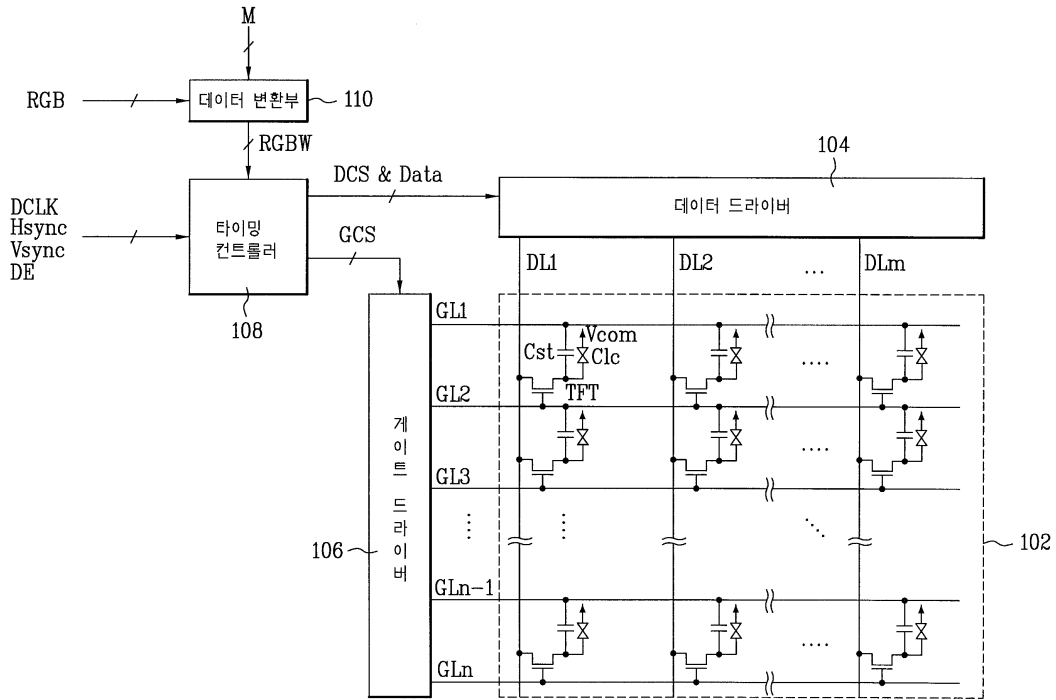 M
RGB
데이터 변환부
110
RGBW
DCS & Data
104
데이터 드라이버
DCLK
Hsync
Vsync
DE
타이밍
컨트롤러
GCS
108
DL1
DL2
...
DLm
GL1
Vcom
Cst
Clc
....
TFT
GL2
....
GL3
게이트 드라이버
106
102
GLn-1
....
GLn